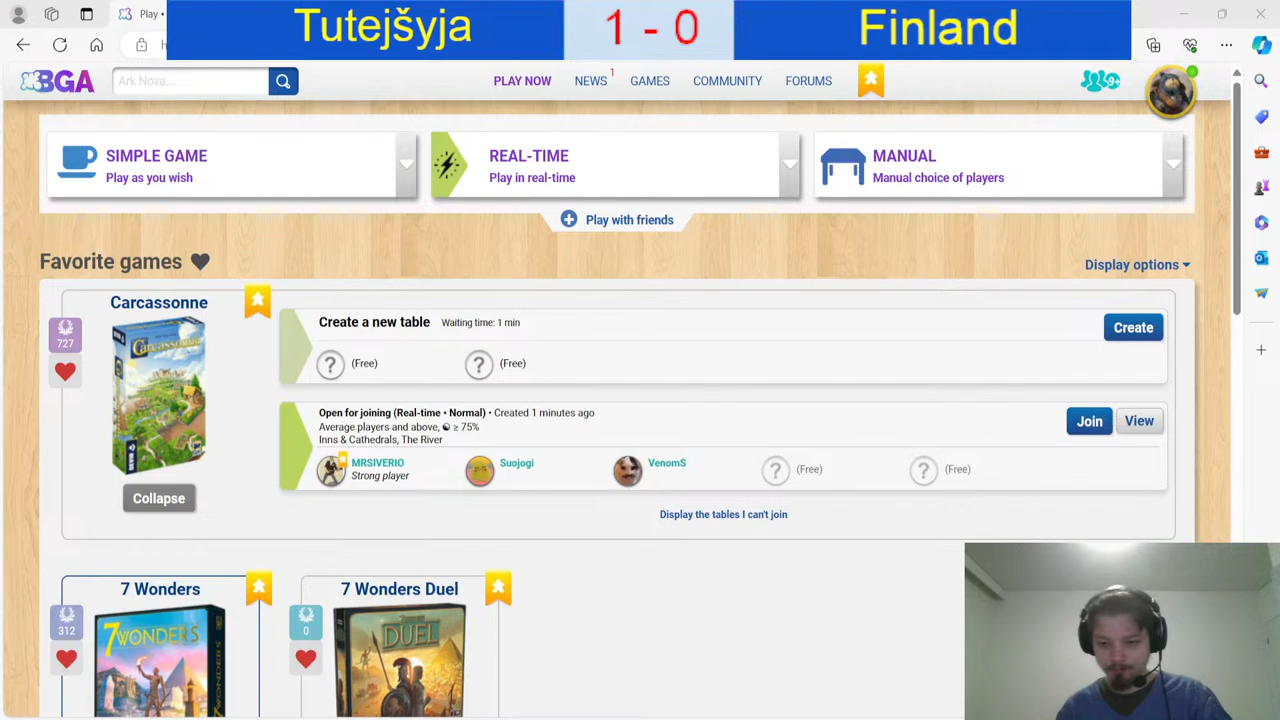 Tutejšyja
1 - 0
Finland
Play •
h
BGA
Ark Nova...
PLAY NOW
NEWS 1
GAMES
COMMUNITY
FORUMS
9+
SIMPLE GAME
Play as you wish
REAL-TIME
Play in real-time
MANUAL
Manual choice of players
Play with friends
Favorite games
Display options
Carcassonne
727
Carcassonne
Collapse
Create a new table Waiting time: 1 min
Create
? (Free) ? (Free)
Open for joining (Real-time • Normal) • Created 1 minutes ago
Average players and above, ≥ 75%
Inns & Cathedrals, The River
Join View
MRSIVERIO Suojogi VenomS ? (Free) ? (Free)
Strong player
Display the tables I can't join
7 Wonders
312
7WONDERS
7 Wonders Duel
0
DUEL